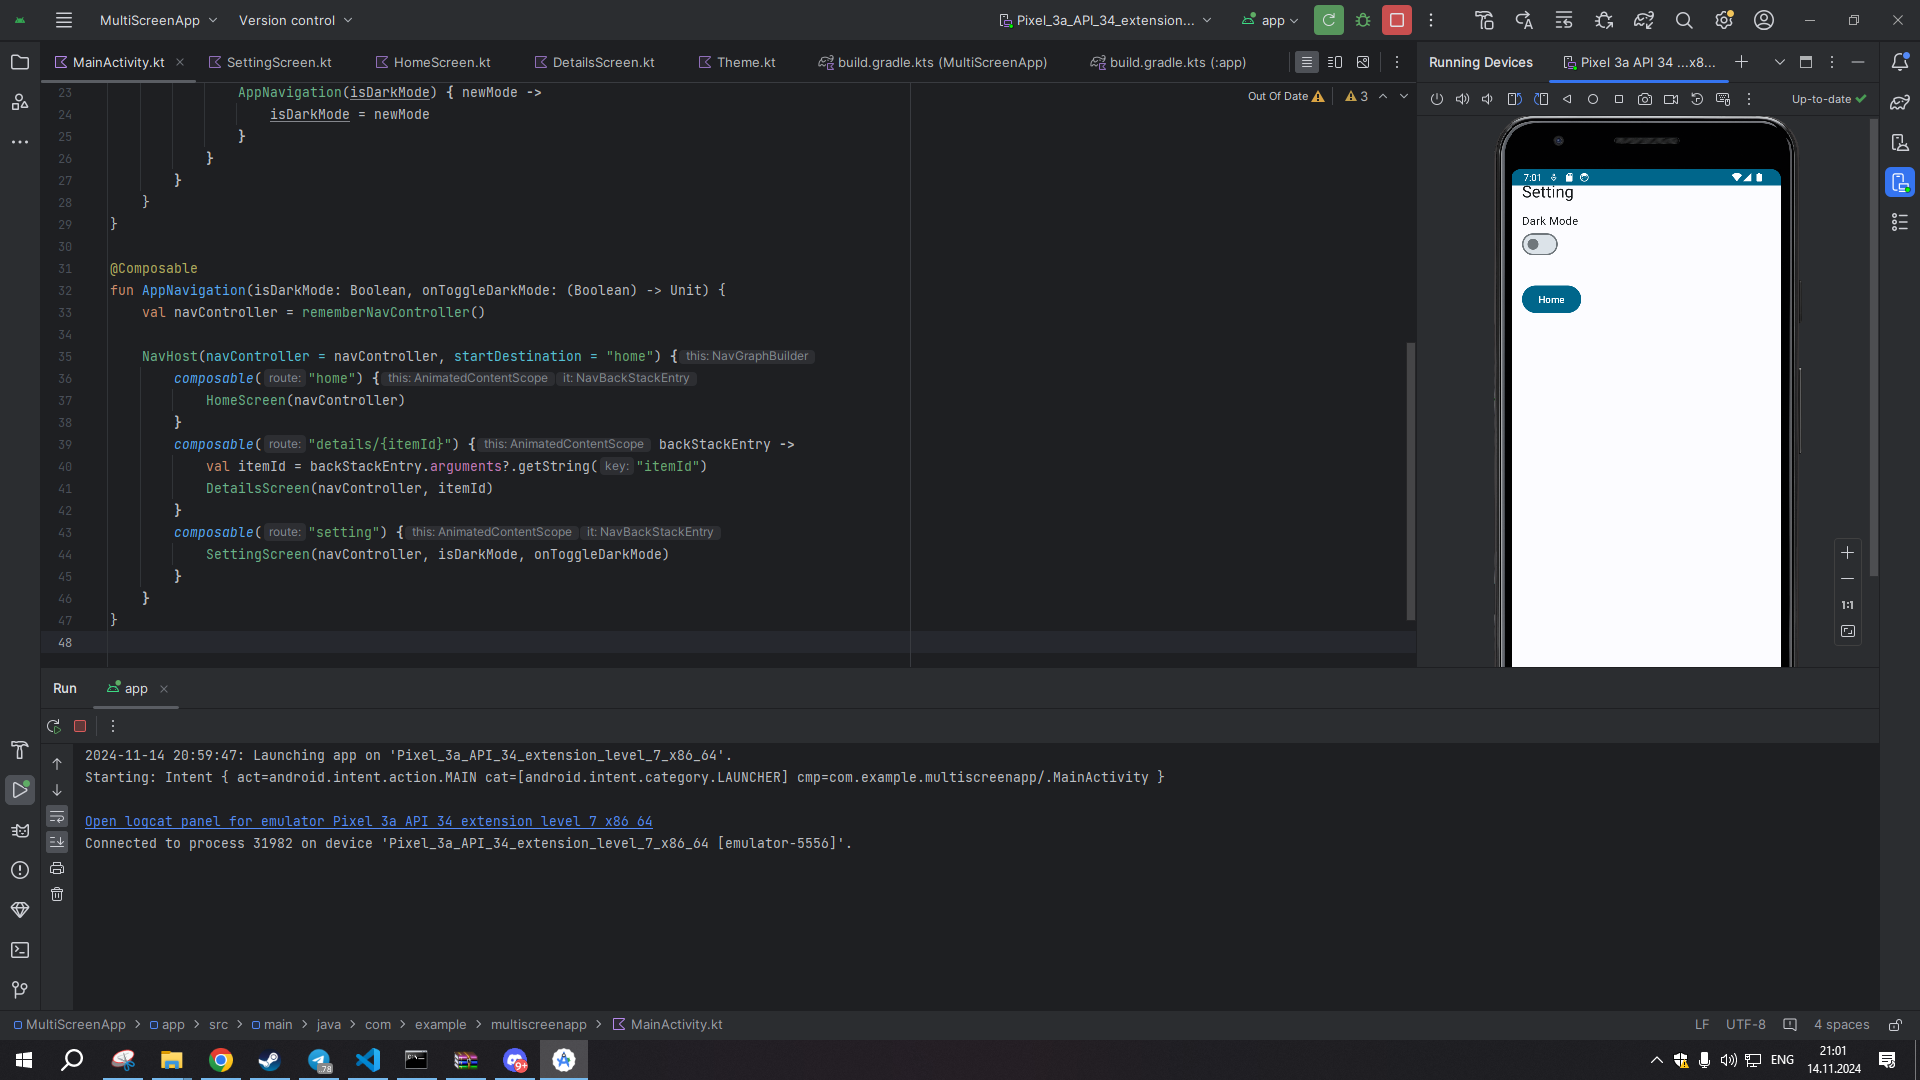 MultiScreenApp
Version control
Pixel_3a_API_34_extension...
app
MainActivity.kt
SettingScreen.kt
HomeScreen.kt
DetailsScreen.kt
Theme.kt
build.gradle.kts (MultiScreenApp)
build.gradle.kts (:app)
Running Devices
Pixel 3a API 34 ...x8...
Out Of Date
3
Up-to-date
23 AppNavigation(isDarkMode) { newMode ->
24 isDarkMode = newMode
25 }
26 }
27 }
28 }
29 }
30
31 @Composable
32 fun AppNavigation(isDarkMode: Boolean, onToggleDarkMode: (Boolean) -> Unit) {
33 val navController = rememberNavController()
34
35 NavHost(navController = navController, startDestination = "home") { this: NavGraphBuilder
36 composable( route: "home") { this: AnimatedContentScope it: NavBackStackEntry
37 HomeScreen(navController)
38 }
39 composable( route: "details/{itemId}") { this: AnimatedContentScope backStackEntry ->
40 val itemId = backStackEntry.arguments?.getString( key: "itemId")
41 DetailsScreen(navController, itemId)
42 }
43 composable( route: "setting") { this: AnimatedContentScope it: NavBackStackEntry
44 SettingScreen(navController, isDarkMode, onToggleDarkMode)
45 }
46 }
47 }
48
7:01
Setting
Dark Mode
Home
1:1
Run
app
2024-11-14 20:59:47: Launching app on 'Pixel_3a_API_34_extension_level_7_x86_64'.
Starting: Intent { act=android.intent.action.MAIN cat=[android.intent.category.LAUNCHER] cmp=com.example.multiscreenapp/.MainActivity }
Open logcat panel for emulator Pixel 3a API 34 extension level 7 x86 64
Connected to process 31982 on device 'Pixel_3a_API_34_extension_level_7_x86_64 [emulator-5556]'.
MultiScreenApp > app > src > main > java > com > example > multiscreenapp > MainActivity.kt
LF
UTF-8
4 spaces
78
9+
ENG
21:01
14.11.2024